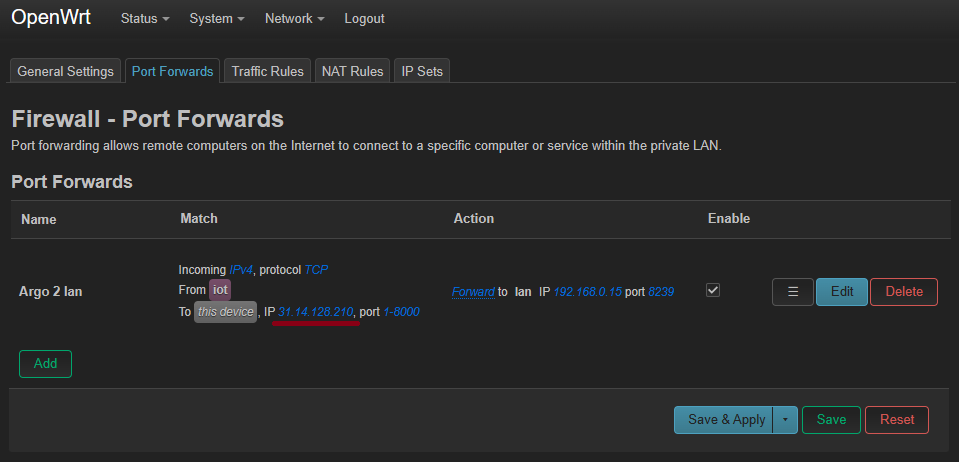 OpenWrt Status System Network Logout
General Settings Port Forwards Traffic Rules NAT Rules IP Sets
Firewall - Port Forwards
Port forwarding allows remote computers on the Internet to connect to a specific computer or service within the private LAN.
Port Forwards
Name Match Action Enable
Incoming IPv4, protocol TCP
From iot
Argo 2 lan
To this device, IP 31.14.128.210, port 1-8000
Forward to lan IP 192.168.0.15 port 8239
Edit Delete
Add
Save & Apply Save Reset